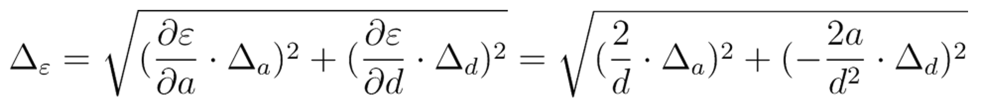 Δ_ε = √((∂ε/∂a · Δ_a)² + (∂ε/∂d · Δ_d)²) = √((2/d · Δ_a)² + (−2a/d² · Δ_d)²)